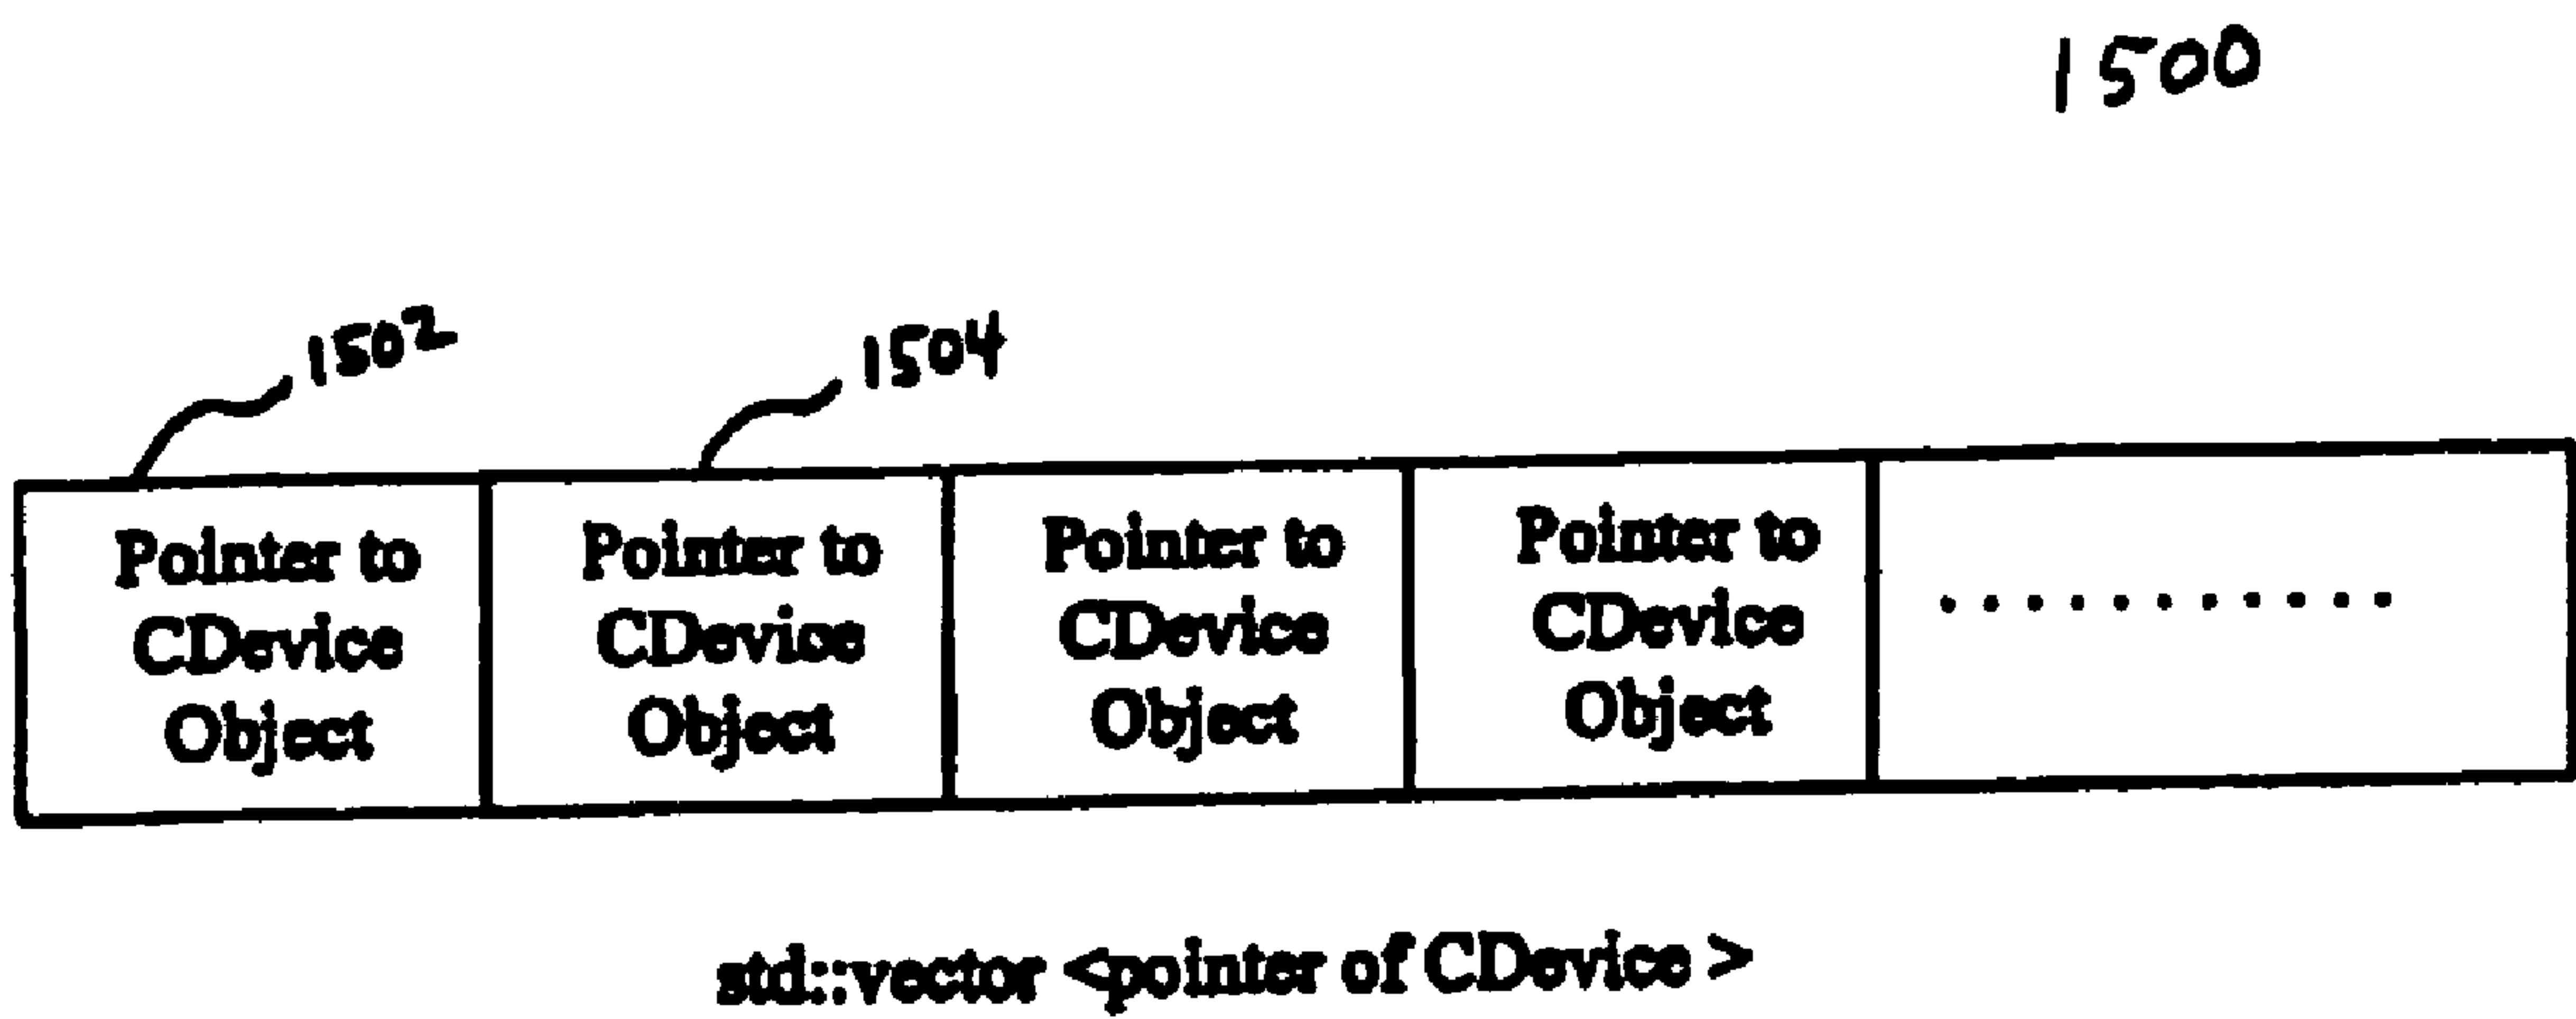 1500
1502
1504
Pointer to
CDevice
Object
Pointer to
CDevice
Object
Pointer to
CDevice
Object
Pointer to
CDevice
Object
...........
std::vector <pointer of CDevice >